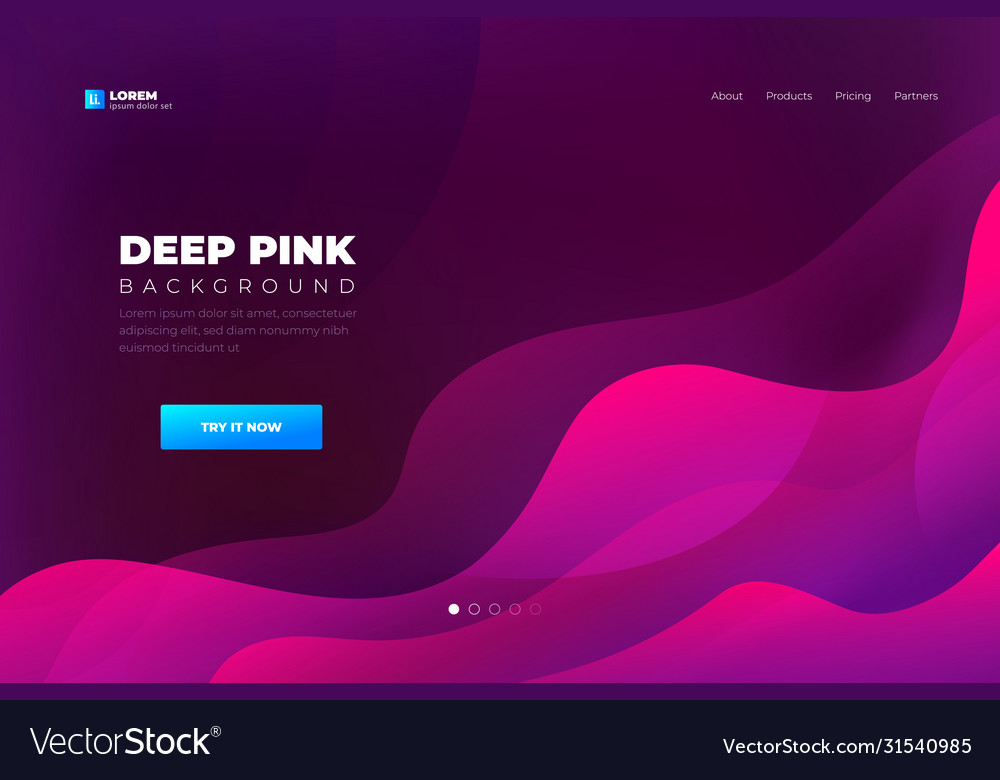 li.
LOREM
ipsum dolor set
About Products Pricing Partners
DEEP PINK
BACKGROUND
Lorem ipsum dolor sit amet, consectetuer
adipiscing elit, sed diam nonummy nibh
euismod tincidunt ut
TRY IT NOW
VectorStock®
VectorStock.com/31540985